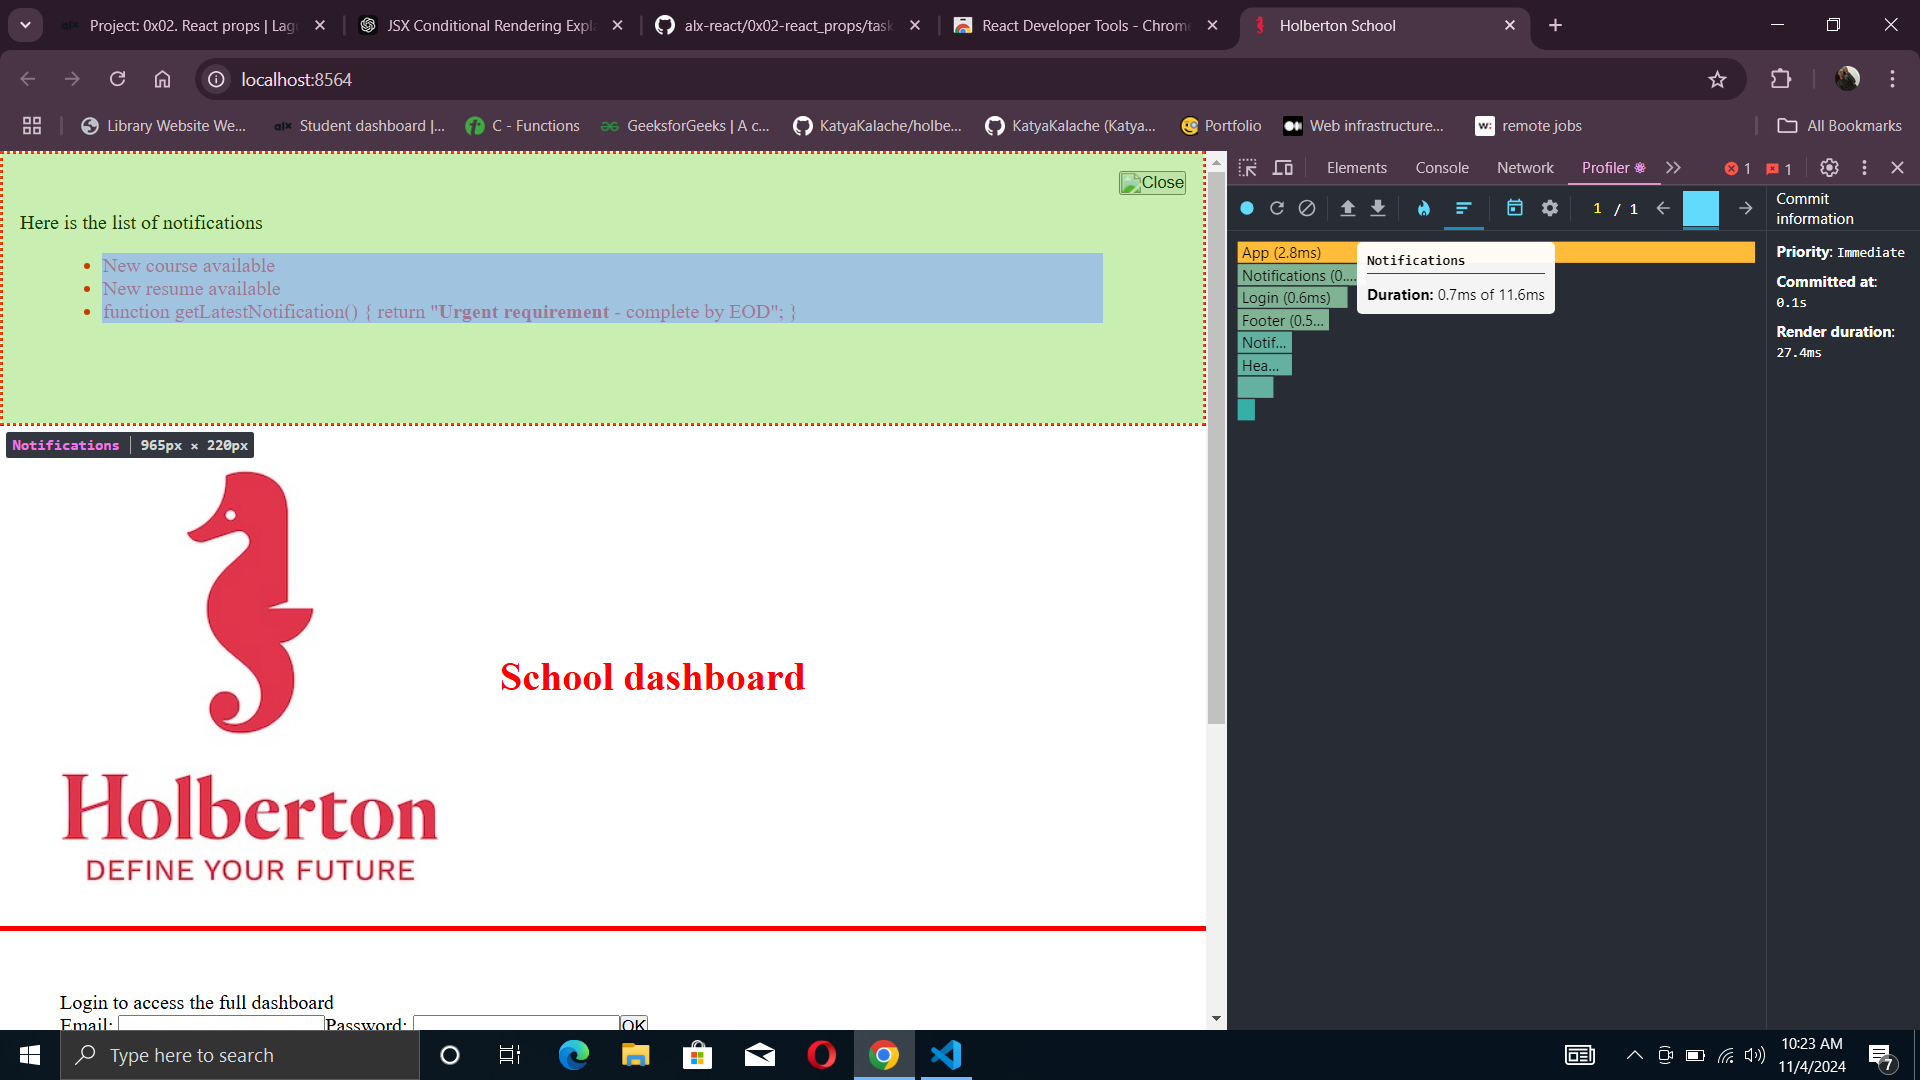 Project: 0x02. React props | Lag
JSX Conditional Rendering Expl
alx-react/0x02-react_props/task
React Developer Tools - Chrome
Holberton School
localhost:8564
Library Website We...
alx Student dashboard |...
C - Functions
GeeksforGeeks | A c...
KatyaKalache/holbe...
KatyaKalache (Katya...
Portfolio
Web infrastructure...
w: remote jobs
All Bookmarks
Close
Here is the list of notifications
New course available
New resume available
function getLatestNotification() { return "Urgent requirement - complete by EOD"; }
Notifications 965px × 220px
School dashboard
Holberton
DEFINE YOUR FUTURE
Login to access the full dashboard
Email: Password: OK
Elements Console Network Profiler 1 1
1 / 1
App (2.8ms)
Notifications (0....
Login (0.6ms)
Footer (0.5...
Notif...
Hea...
Notifications
Duration: 0.7ms of 11.6ms
Commit
information
Priority: Immediate
Committed at:
0.1s
Render duration:
27.4ms
Type here to search
10:23 AM
11/4/2024
7